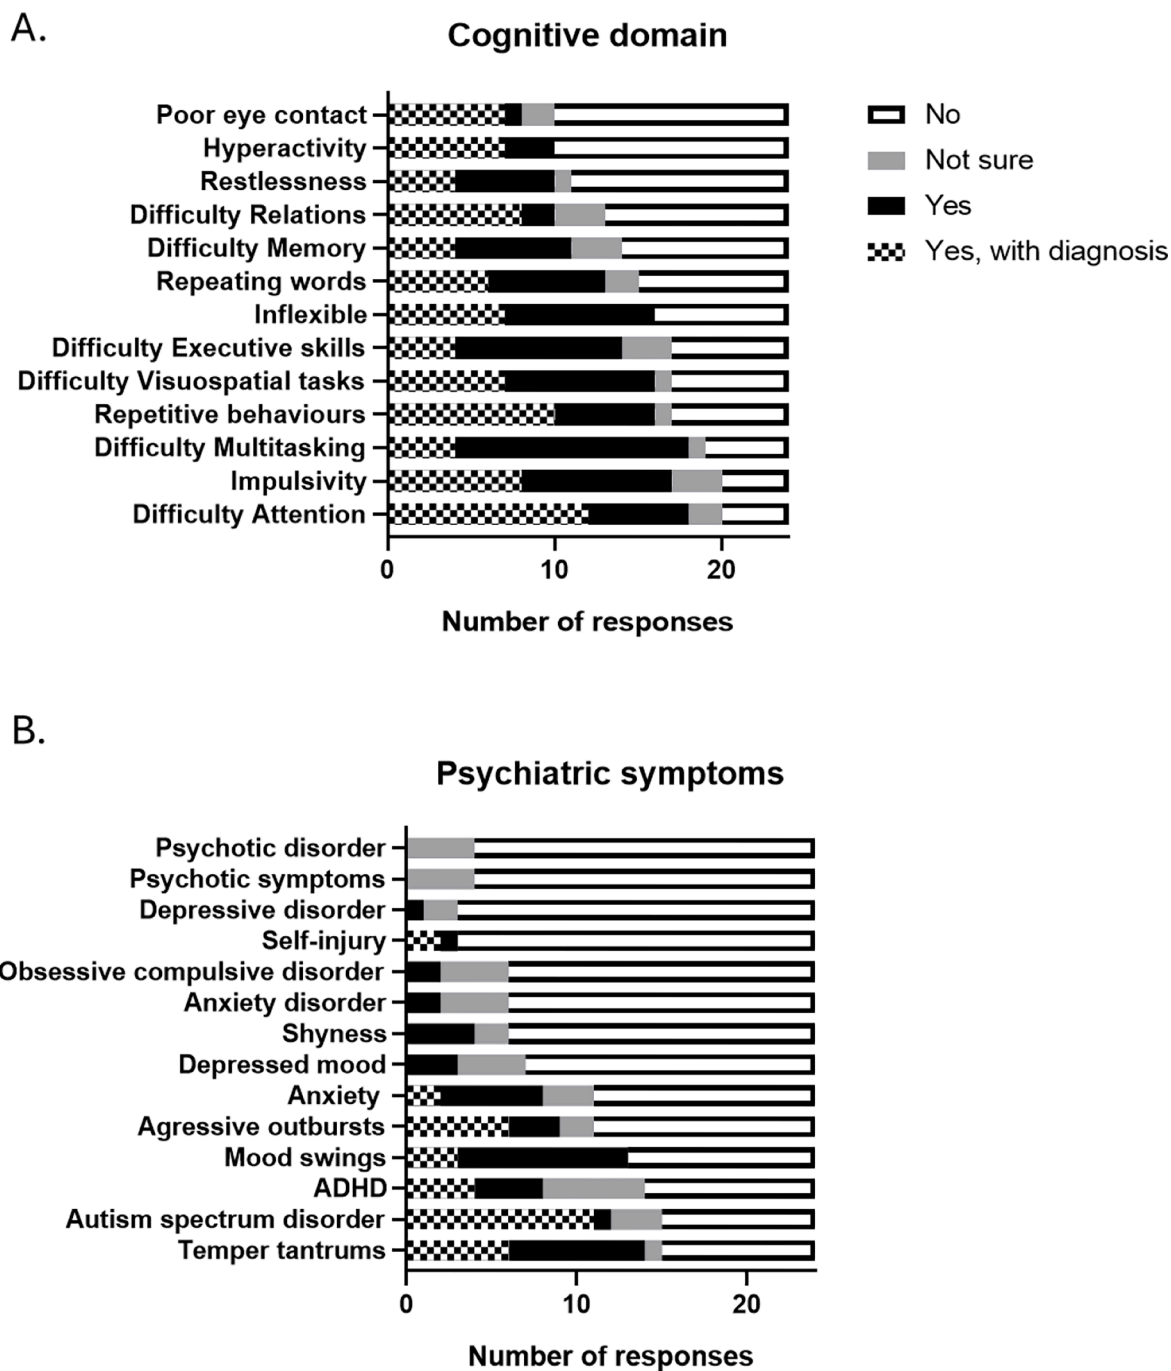 A.
Cognitive domain
Poor eye contact
Hyperactivity
Restlessness
Difficulty Relations
Difficulty Memory
Repeating words
Inflexible
Difficulty Executive skills
Difficulty Visuospatial tasks
Repetitive behaviours
Difficulty Multitasking
Impulsivity
Difficulty Attention
0 10 20
Number of responses
No
Not sure
Yes
Yes, with diagnosis
B.
Psychiatric symptoms
Psychotic disorder
Psychotic symptoms
Depressive disorder
Self-injury
Obsessive compulsive disorder
Anxiety disorder
Shyness
Depressed mood
Anxiety
Agressive outbursts
Mood swings
ADHD
Autism spectrum disorder
Temper tantrums
0 10 20
Number of responses